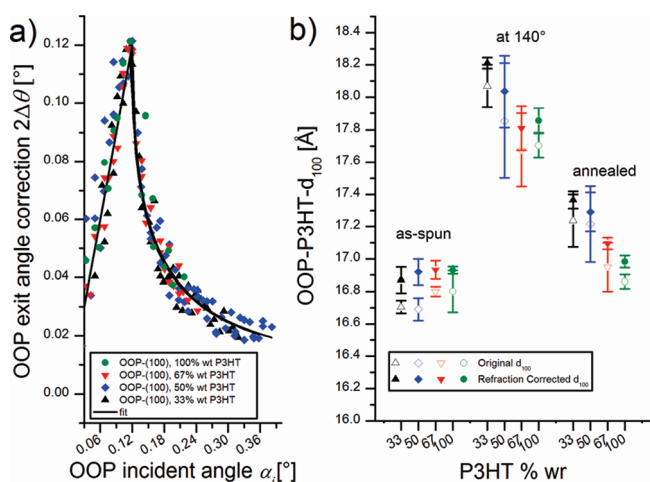 a)
OOP exit angle correction 2Δθ [°]
0.12
0.10
0.08
0.06
0.04
0.02
0.00
OOP-(100), 100% wt P3HT
OOP-(100), 67% wt P3HT
OOP-(100), 50% wt P3HT
OOP-(100), 33% wt P3HT
fit
0.06 0.12 0.18 0.24 0.30 0.36
OOP incident angle αi[°]
b)
OOP-P3HT-d100 [Å]
18.4
18.2
18.0
17.8
17.6
17.4
17.2
17.0
16.8
16.6
16.4
16.2
16.0
at 140°
annealed
as-spun
Original d100
Refraction Corrected d100
33 50 67 100 33 50 67 100 33 50 67 100
P3HT % wr